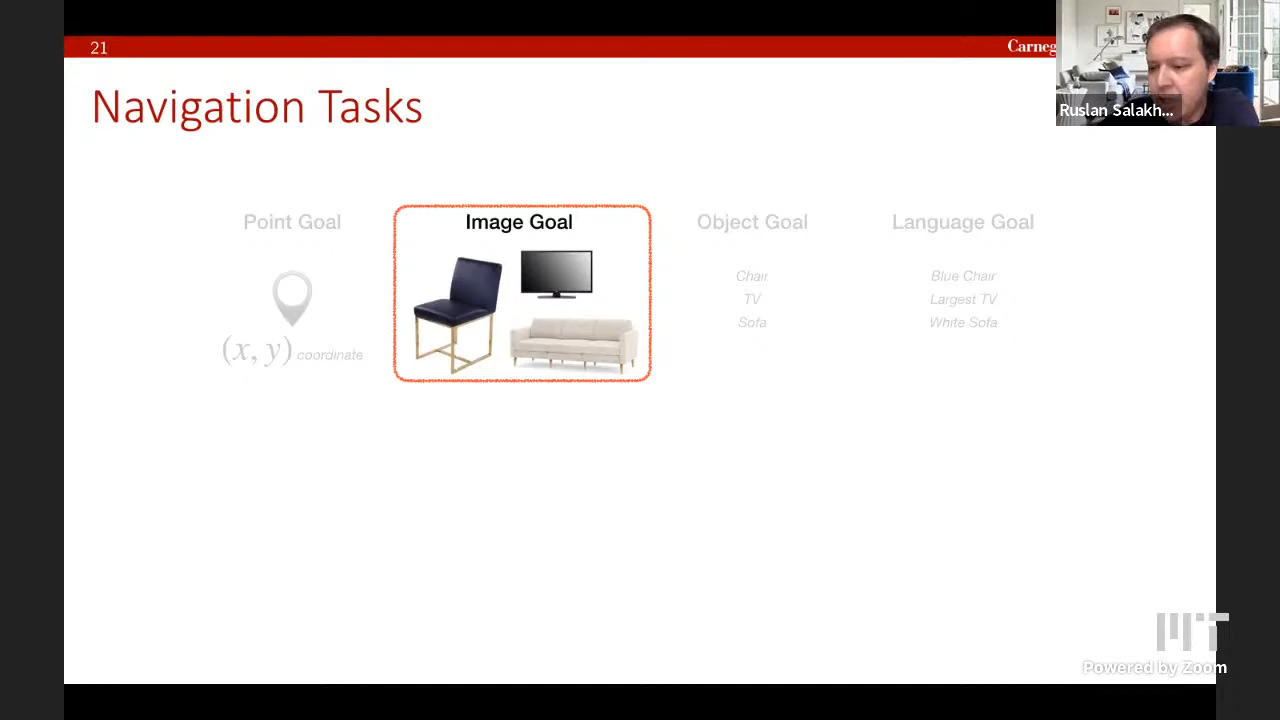 21
Carneg
Ruslan Salakh...
Navigation Tasks
Point Goal
Image Goal
Object Goal
Language Goal
Chair
TV
Sofa
Blue Chair
Largest TV
White Sofa
(x, y) coordinate
MIT
Powered by Zoom